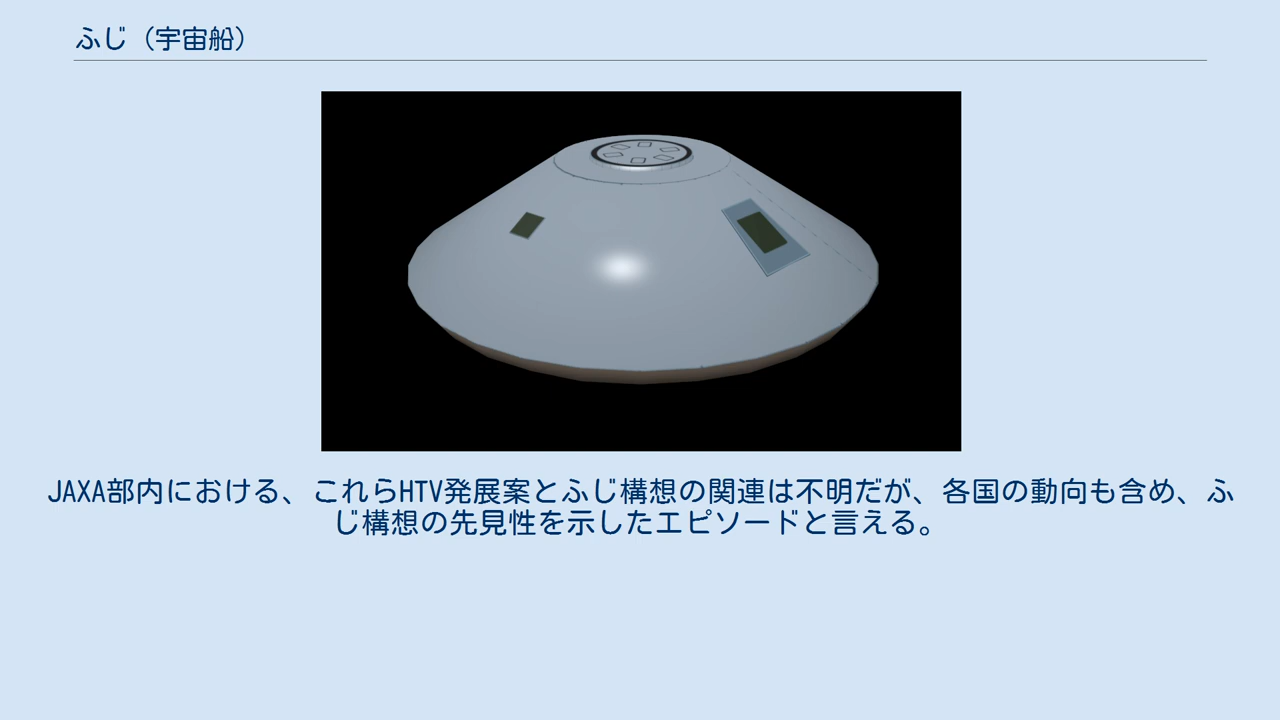 ふじ（宇宙船）
JAXA部内における、これらHTV発展案とふじ構想の関連は不明だが、各国の動向も含め、ふ
じ構想の先見性を示したエピソードと言える。